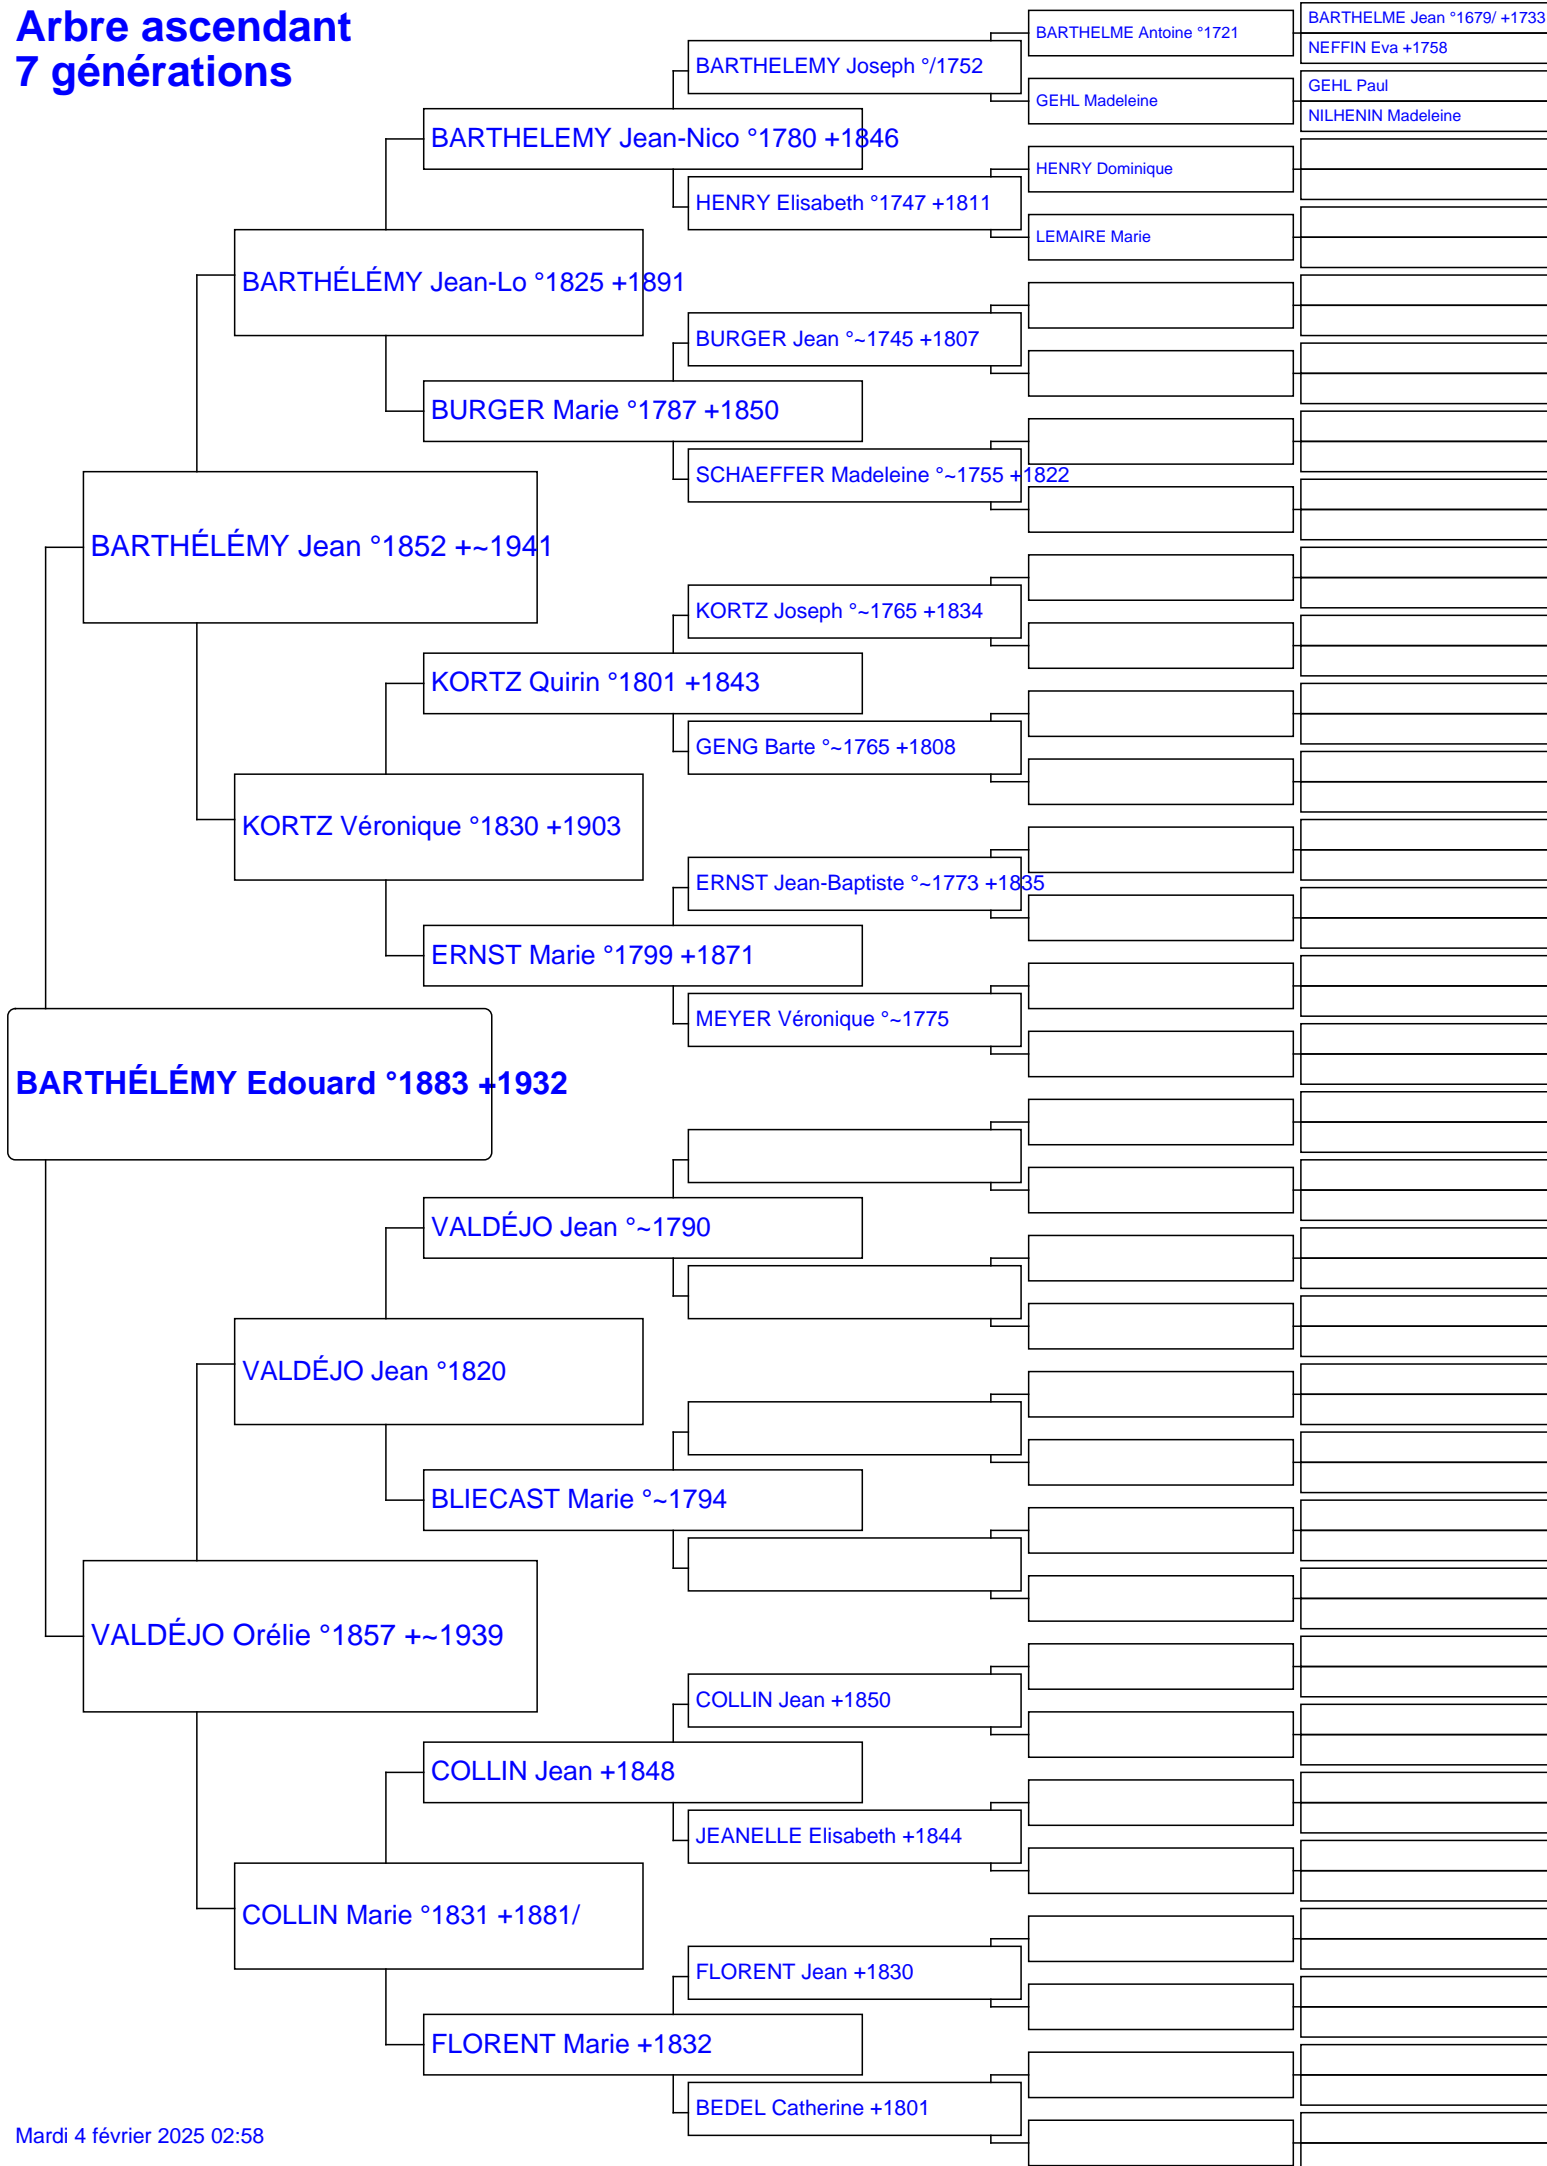 Arbre ascendant
7 générations
BARTHELME Jean °1679/ +1733
BARTHELME Antoine °1721
NEFFIN Eva +1758
BARTHELEMY Joseph °/1752
GEHL Paul
GEHL Madeleine
NILHENIN Madeleine
BARTHELEMY Jean-Nico °1780 +1846
HENRY Dominique
HENRY Elisabeth °1747 +1811
LEMAIRE Marie
BARTHÉLÉMY Jean-Lo °1825 +1891
BURGER Jean °~1745 +1807
BURGER Marie °1787 +1850
SCHAEFFER Madeleine °~1755 +1822
BARTHÉLÉMY Jean °1852 +~1941
KORTZ Joseph °~1765 +1834
KORTZ Quirin °1801 +1843
GENG Barte °~1765 +1808
KORTZ Véronique °1830 +1903
ERNST Jean-Baptiste °~1773 +1835
ERNST Marie °1799 +1871
MEYER Véronique °~1775
BARTHÉLÉMY Edouard °1883 +1932
VALDÉJO Jean °~1790
VALDÉJO Jean °1820
BLIECAST Marie °~1794
VALDÉJO Orélie °1857 +~1939
COLLIN Jean +1850
COLLIN Jean +1848
JEANELLE Elisabeth +1844
COLLIN Marie °1831 +1881/
FLORENT Jean +1830
FLORENT Marie +1832
BEDEL Catherine +1801
Mardi 4 février 2025 02:58